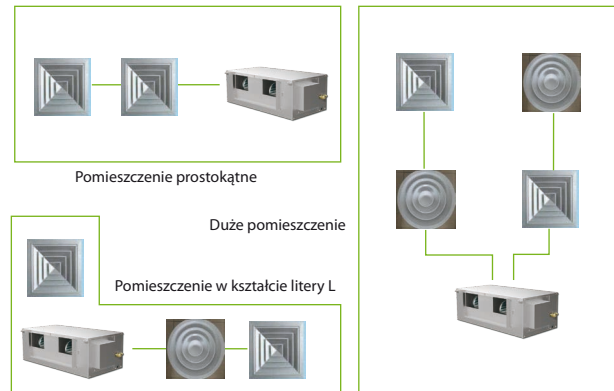 Pomieszczenie prostokątne
Duże pomieszczenie
Pomieszczenie w kształcie litery L